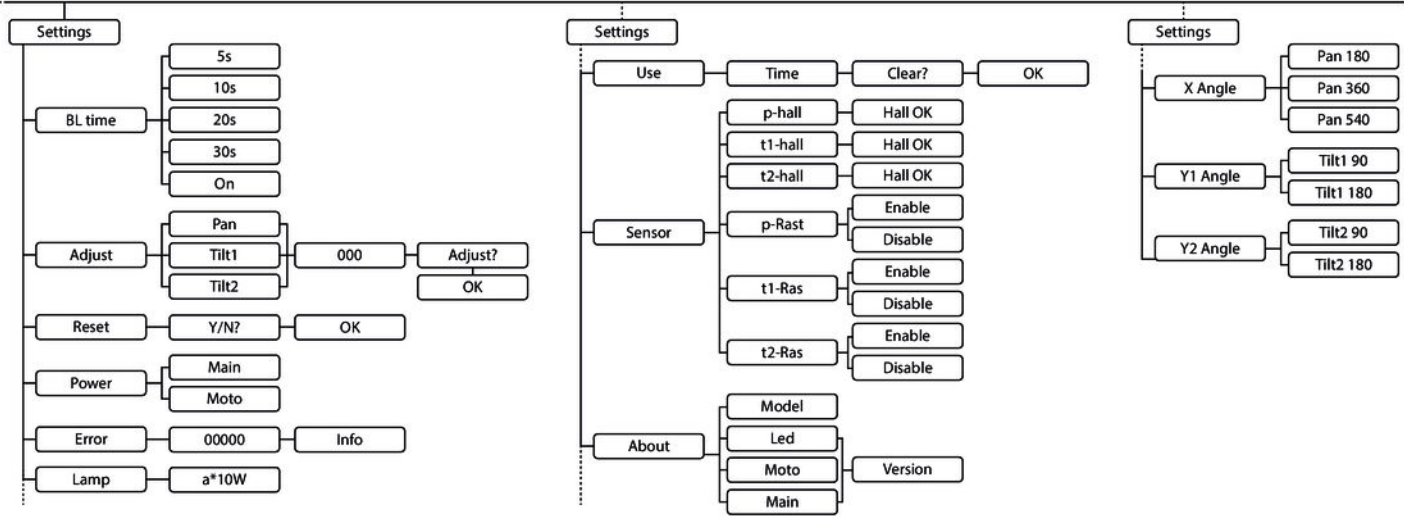 Settings
BL time
5s
10s
20s
30s
On
Adjust
Pan
Tilt1
Tilt2
000
Adjust?
OK
Reset
Y/N?
OK
Power
Main
Moto
Error
00000
Info
Lamp
a*10W
Settings
Use
Time
Clear?
OK
Sensor
p-hall
Hall OK
t1-hall
Hall OK
t2-hall
Hall OK
p-Rast
Enable
Disable
t1-Ras
Enable
Disable
t2-Ras
Enable
Disable
About
Model
Led
Moto
Main
Version
Settings
X Angle
Pan 180
Pan 360
Pan 540
Y1 Angle
Tilt1 90
Tilt1 180
Y2 Angle
Tilt2 90
Tilt2 180